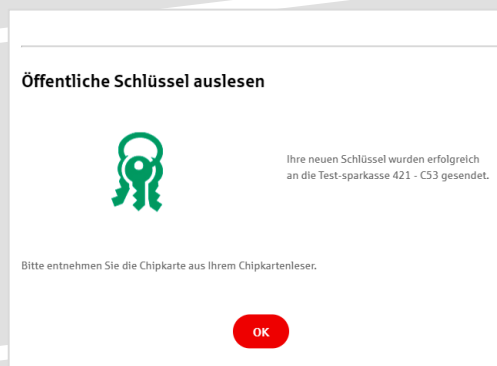 Öffentliche Schlüssel auslesen
Ihre neuen Schlüssel wurden erfolgreich
an die Test-sparkasse 421 - C53 gesendet.
Bitte entnehmen Sie die Chipkarte aus Ihrem Chipkartenleser.
OK